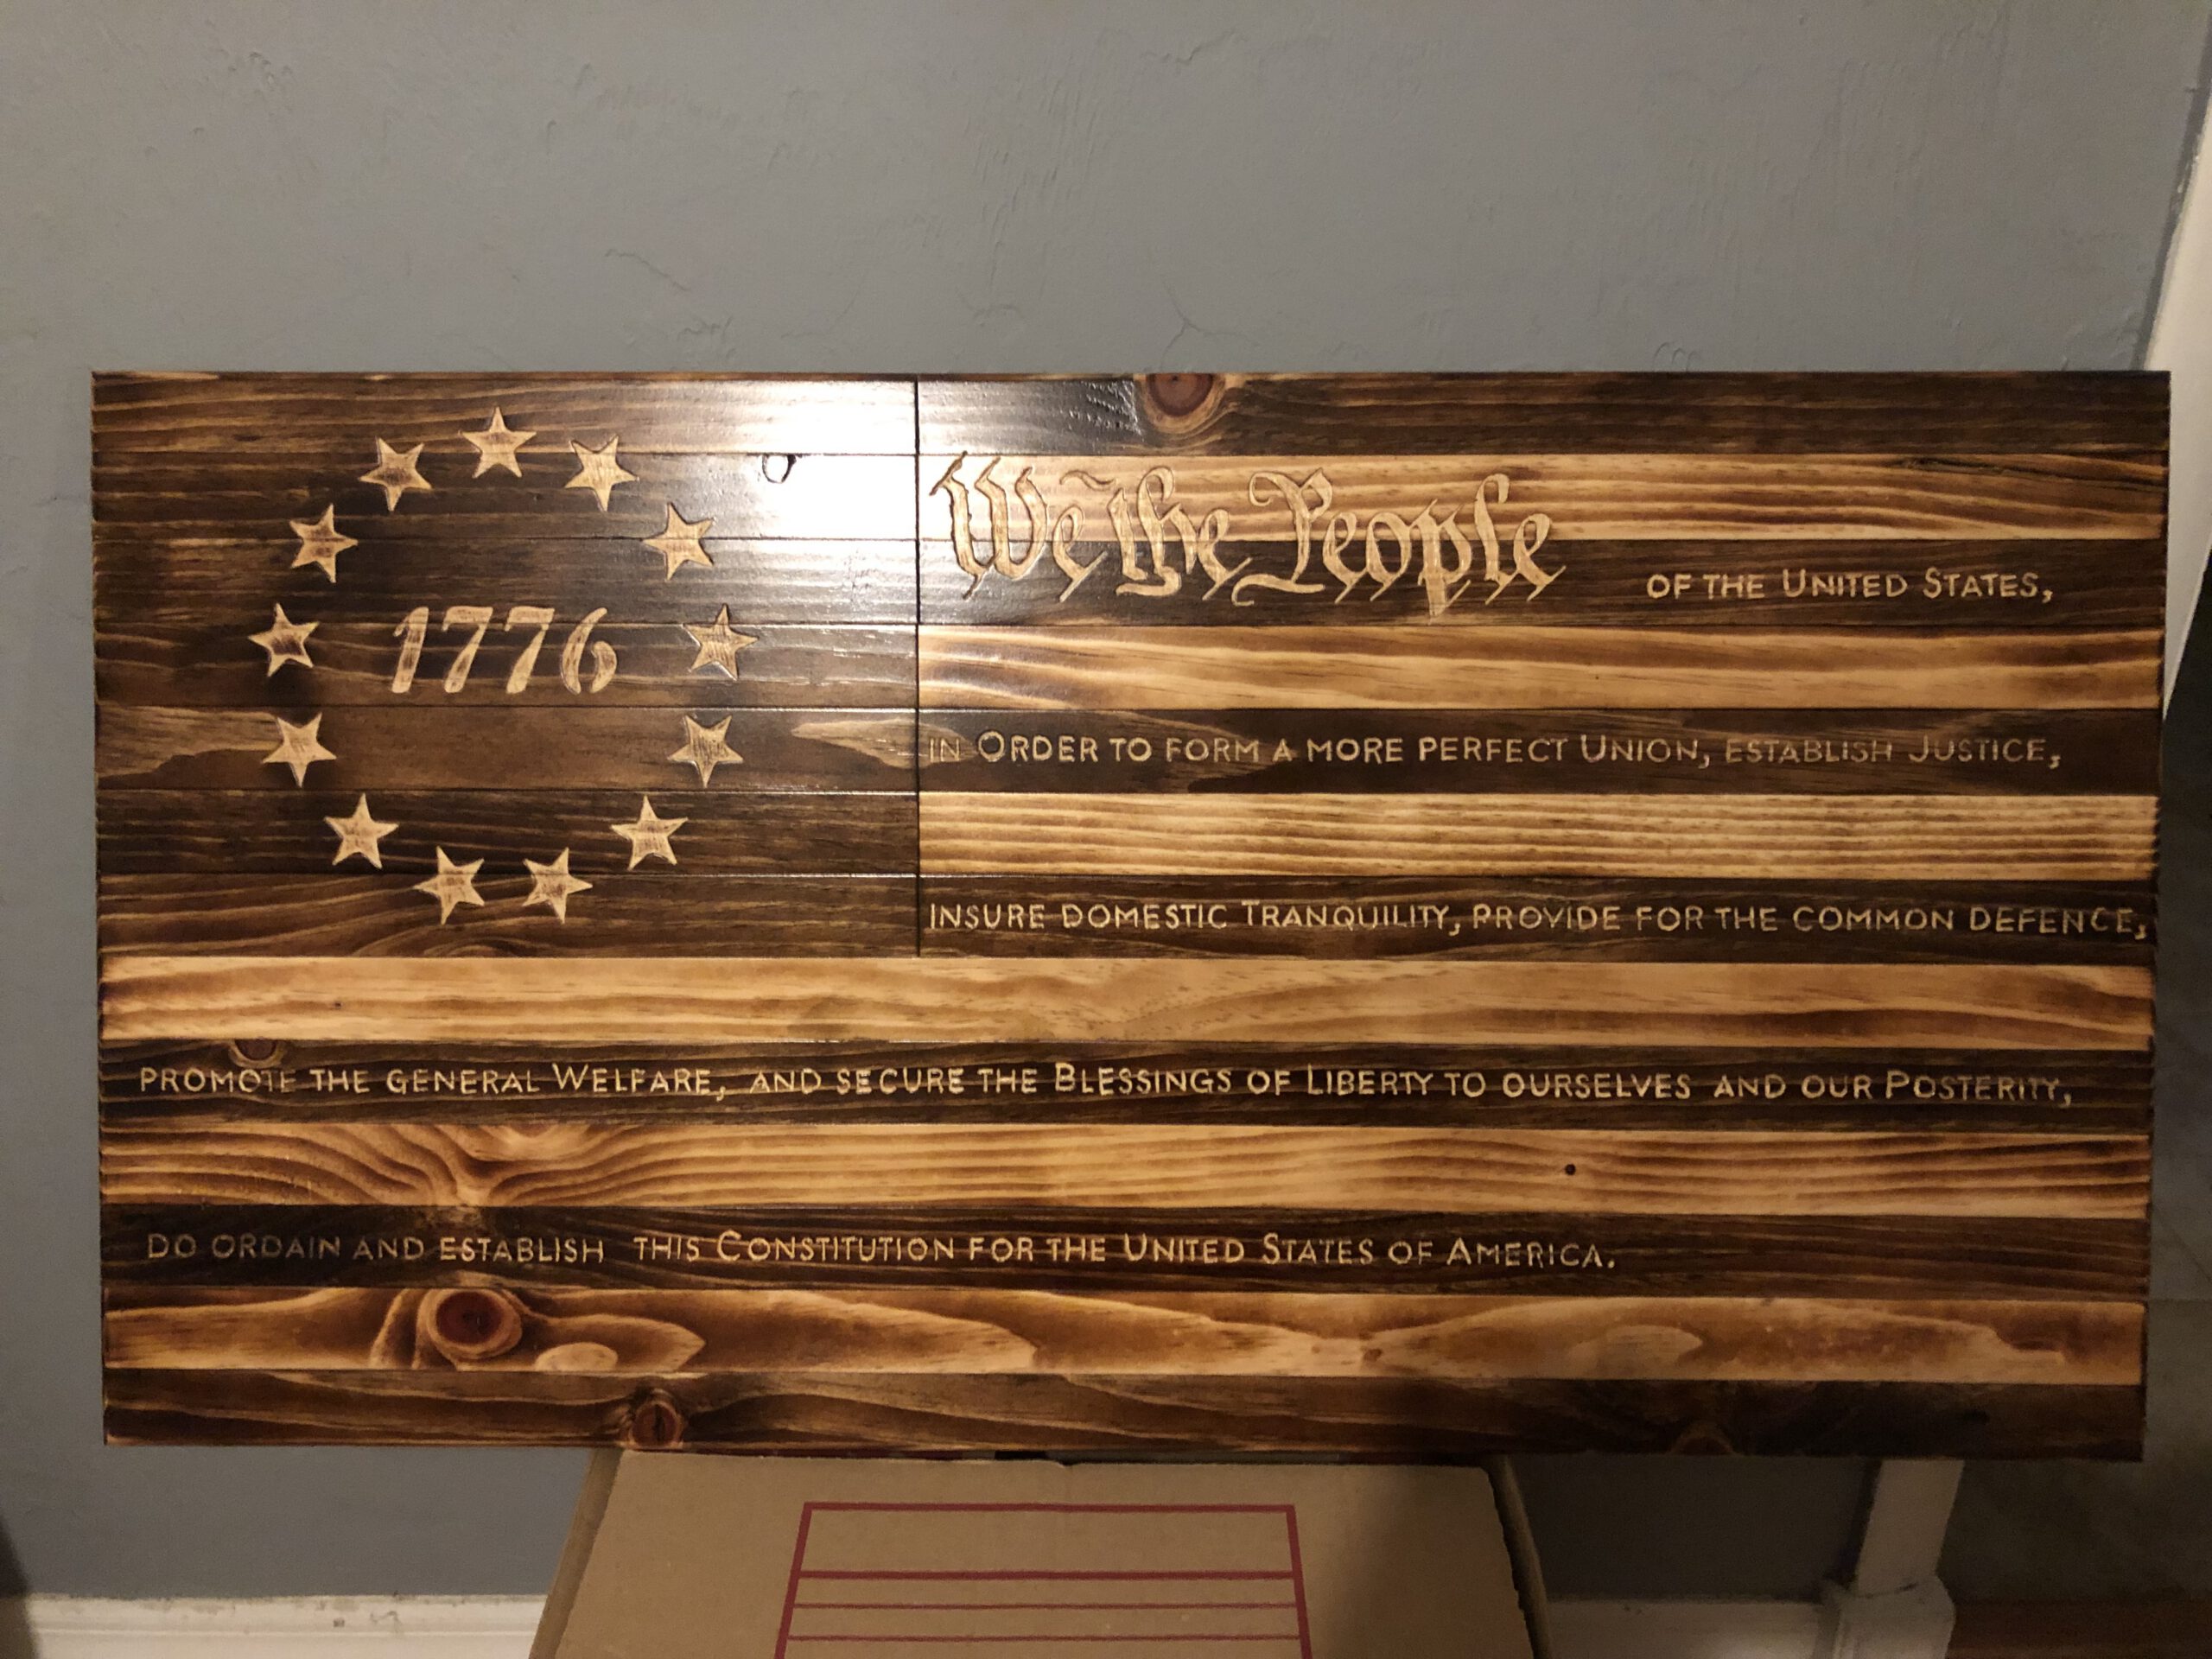 We the People OF THE UNITED STATES,
1776
IN ORDER TO FORM A MORE PERFECT UNION, ESTABLISH JUSTICE,
INSURE DOMESTIC TRANQUILITY, PROVIDE FOR THE COMMON DEFENCE,
PROMOTE THE GENERAL WELFARE, AND SECURE THE BLESSINGS OF LIBERTY TO OURSELVES AND OUR POSTERITY,
DO ORDAIN AND ESTABLISH THIS CONSTITUTION FOR THE UNITED STATES OF AMERICA.